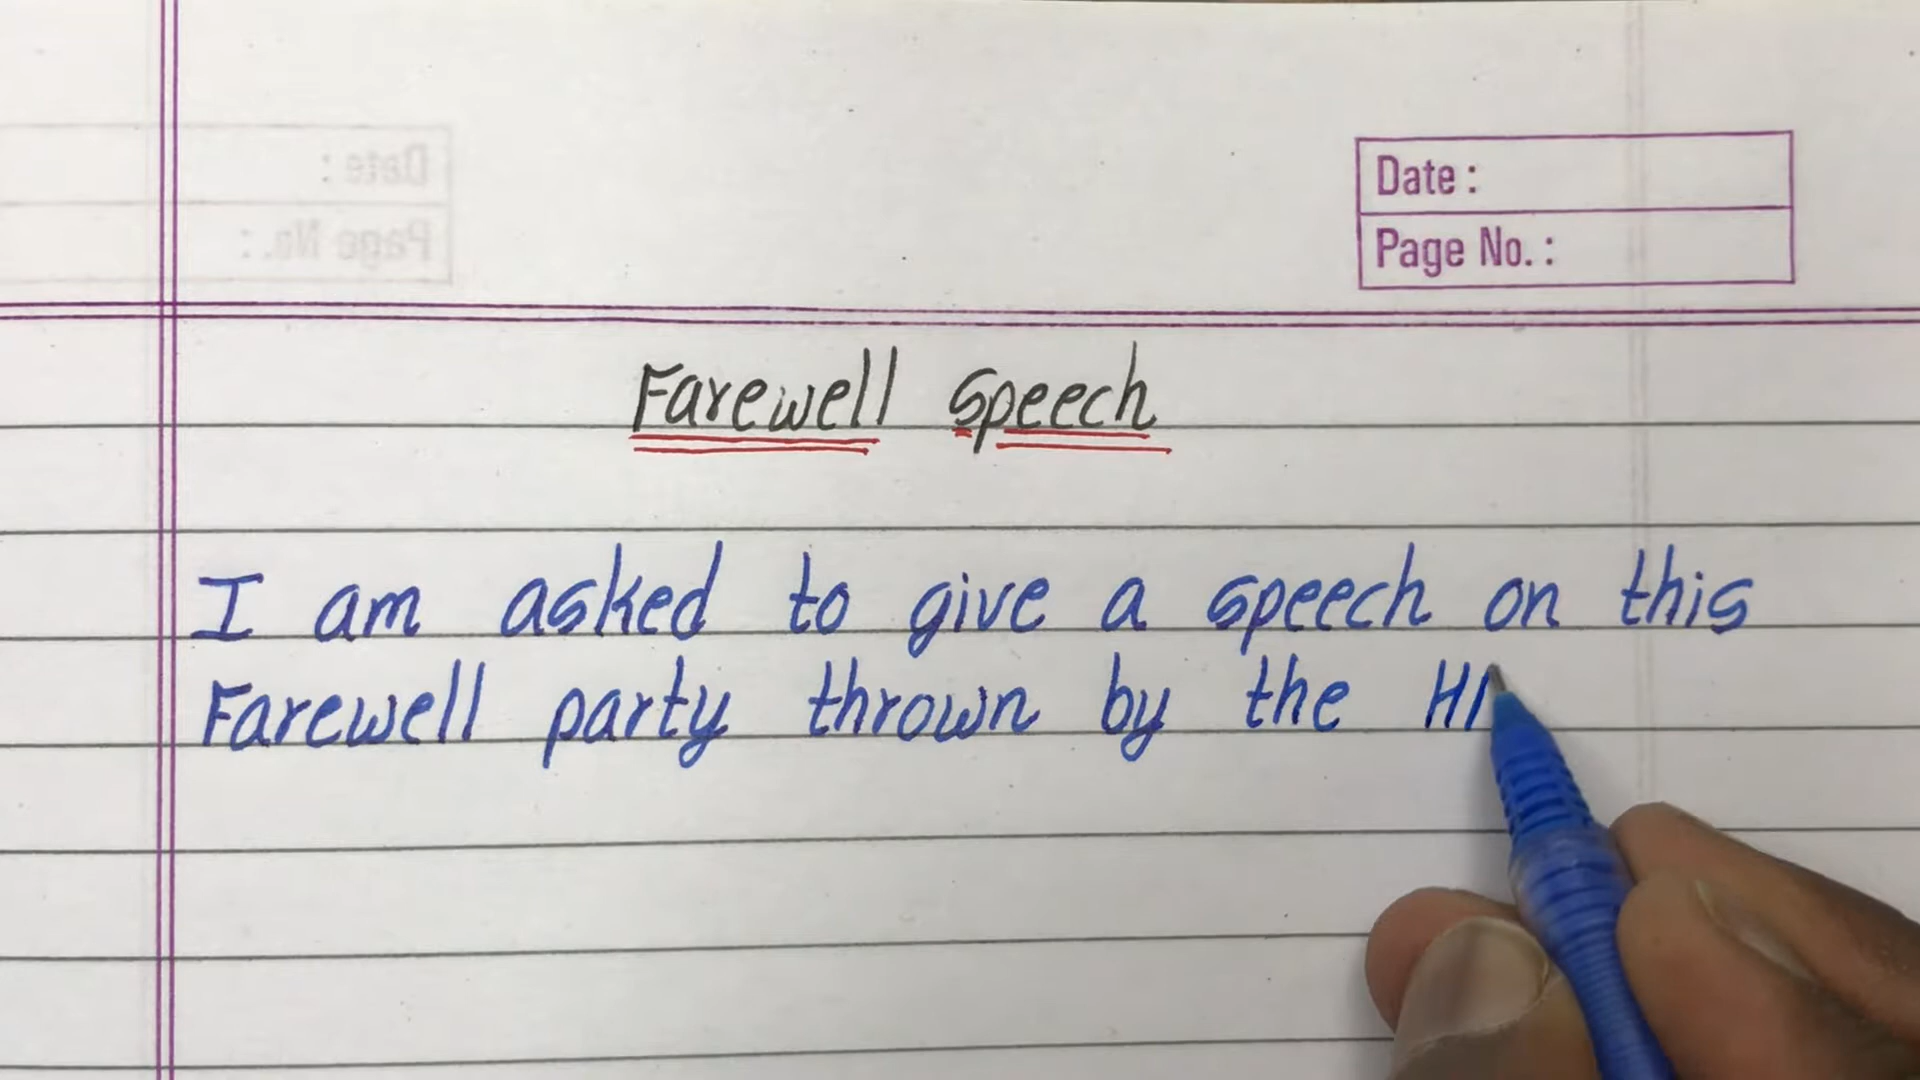 Date :
Page No. :
Farewell speech
I am asked to give a speech on this
Farewell party thrown by the